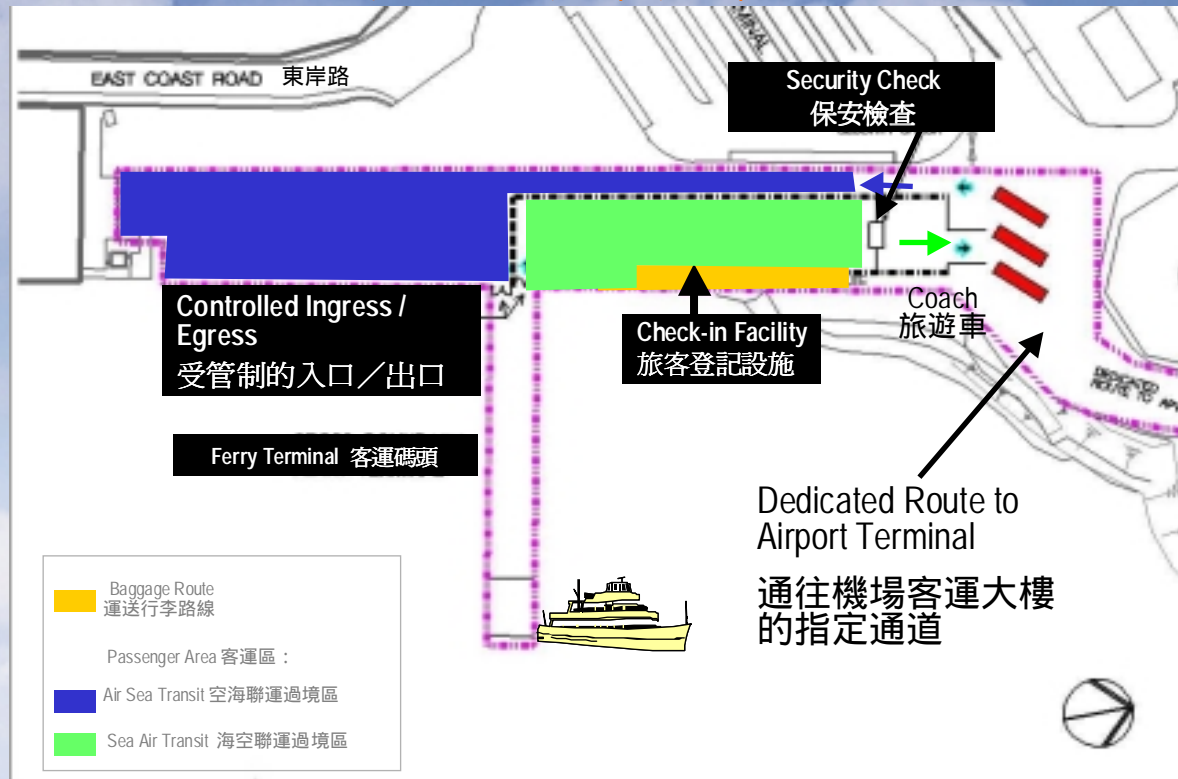 TERMINAL
EAST COAST ROAD 東岸路
Security Check
保安檢查
Controlled Ingress /
Egress
受管制的入口／出口
Check-in Facility
旅客登記設施
Coach
旅遊車
DEDICATED
ROUTE TO
Ferry Terminal 客運碼頭
Dedicated Route to
Airport Terminal
通往機場客運大樓
的指定通道
Baggage Route
運送行李路線
Passenger Area 客運區：
Air Sea Transit 空海聯運過境區
Sea Air Transit 海空聯運過境區